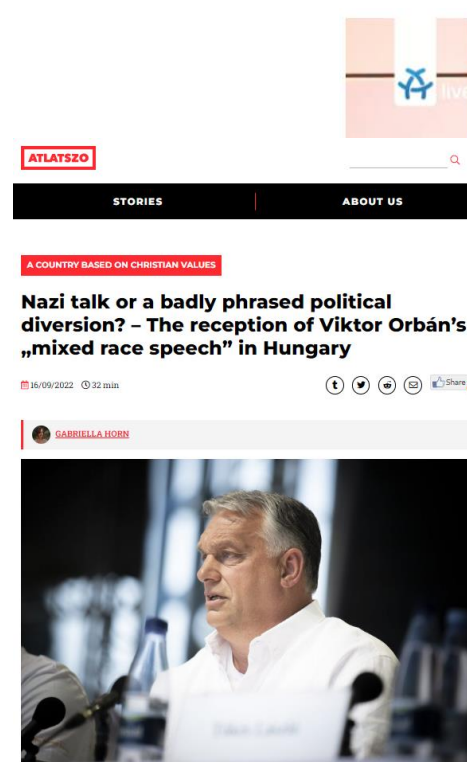 live
ATLATSZO
STORIES
ABOUT US
A COUNTRY BASED ON CHRISTIAN VALUES
Nazi talk or a badly phrased political
diversion? – The reception of Viktor Orbán’s
„mixed race speech” in Hungary
16/09/2022 32 min
Share
GABRIELLA HORN